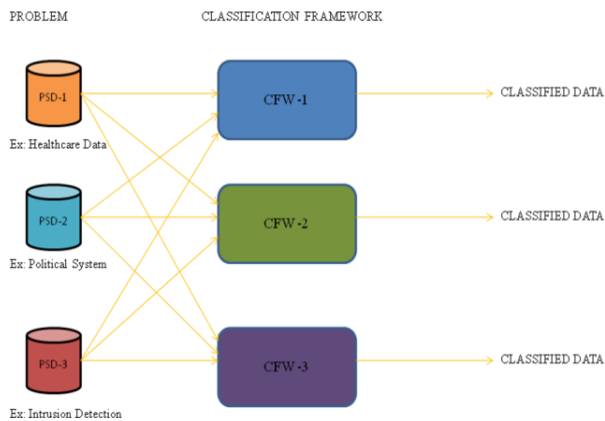 PROBLEM
CLASSIFICATION FRAMEWORK
PSD-1
CFW-1
CLASSIFIED DATA
Ex: Healthcare Data
PSD-2
CFW-2
CLASSIFIED DATA
Ex: Political System
PSD-3
CFW-3
CLASSIFIED DATA
Ex: Intrusion Detection